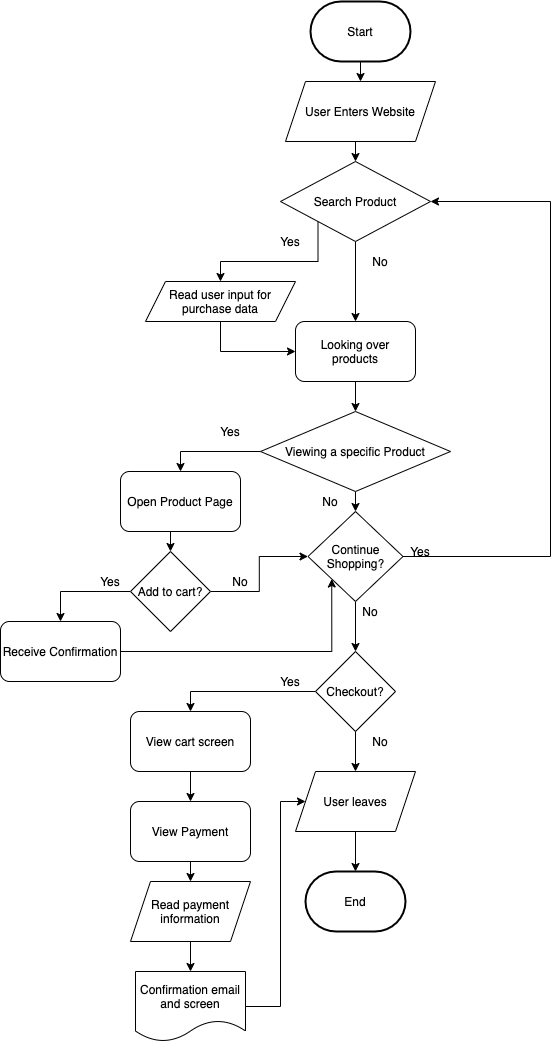 Start
User Enters Website
Search Product
Yes
No
Read user input for
purchase data
Looking over
products
Yes
Viewing a specific Product
Open Product Page
No
Continue
Shopping?
Yes
Yes
Add to cart?
No
No
Receive Confirmation
Yes
Checkout?
View cart screen
No
User leaves
View Payment
Read payment
information
End
Confirmation email
and screen